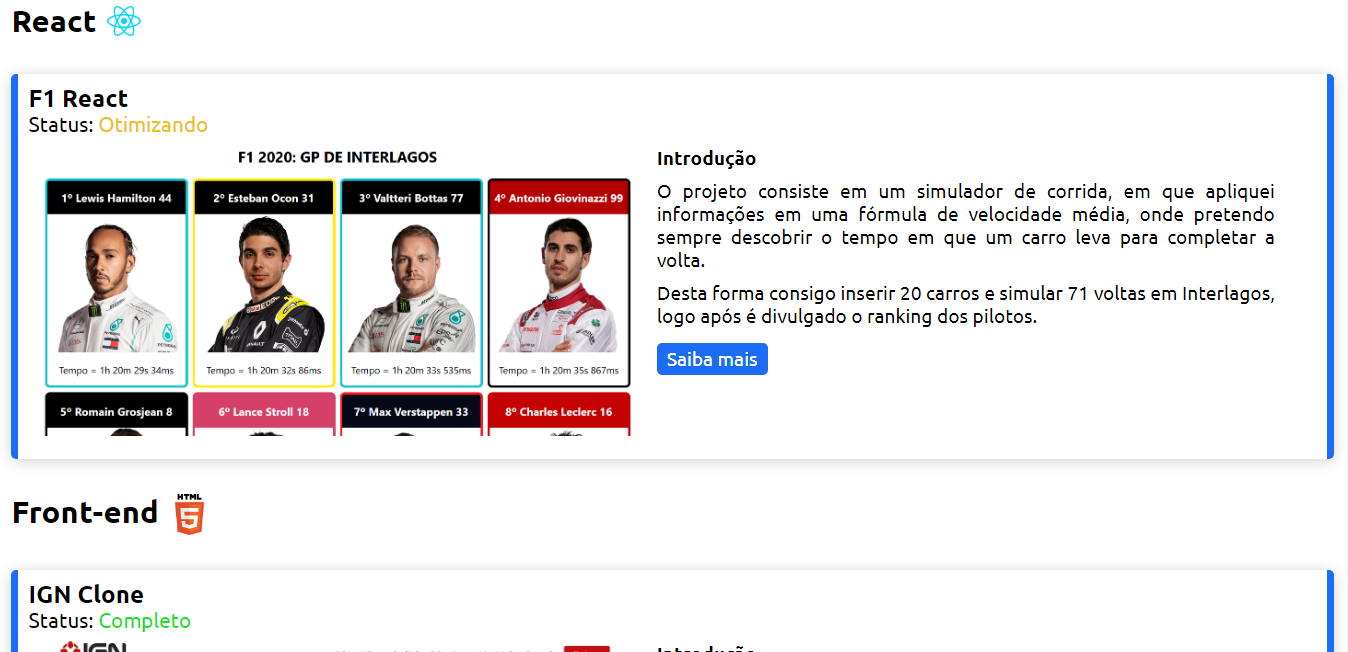 React
F1 React
Status: Otimizando
F1 2020: GP DE INTERLAGOS
1º Lewis Hamilton 44
2º Esteban Ocon 31
3º Valtteri Bottas 77
4º Antonio Giovinazzi 99
Tempo = 1h 20m 29s 34ms
Tempo = 1h 20m 32s 86ms
Tempo = 1h 20m 33s 535ms
Tempo = 1h 20m 35s 867ms
5º Romain Grosjean 8
6º Lance Stroll 18
7º Max Verstappen 33
8º Charles Leclerc 16
Introdução
O projeto consiste em um simulador de corrida, em que apliquei
informações em uma fórmula de velocidade média, onde pretendo
sempre descobrir o tempo em que um carro leva para completar a
volta.
Desta forma consigo inserir 20 carros e simular 71 voltas em Interlagos,
logo após é divulgado o ranking dos pilotos.
Saiba mais
Front-end
HTML
5
IGN Clone
Status: Completo
IGN
Introdução